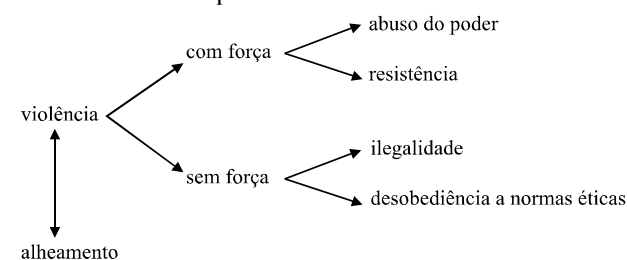 abuso do poder
com força
resistência
violência
ilegalidade
sem força
desobediência a normas éticas
alheamento